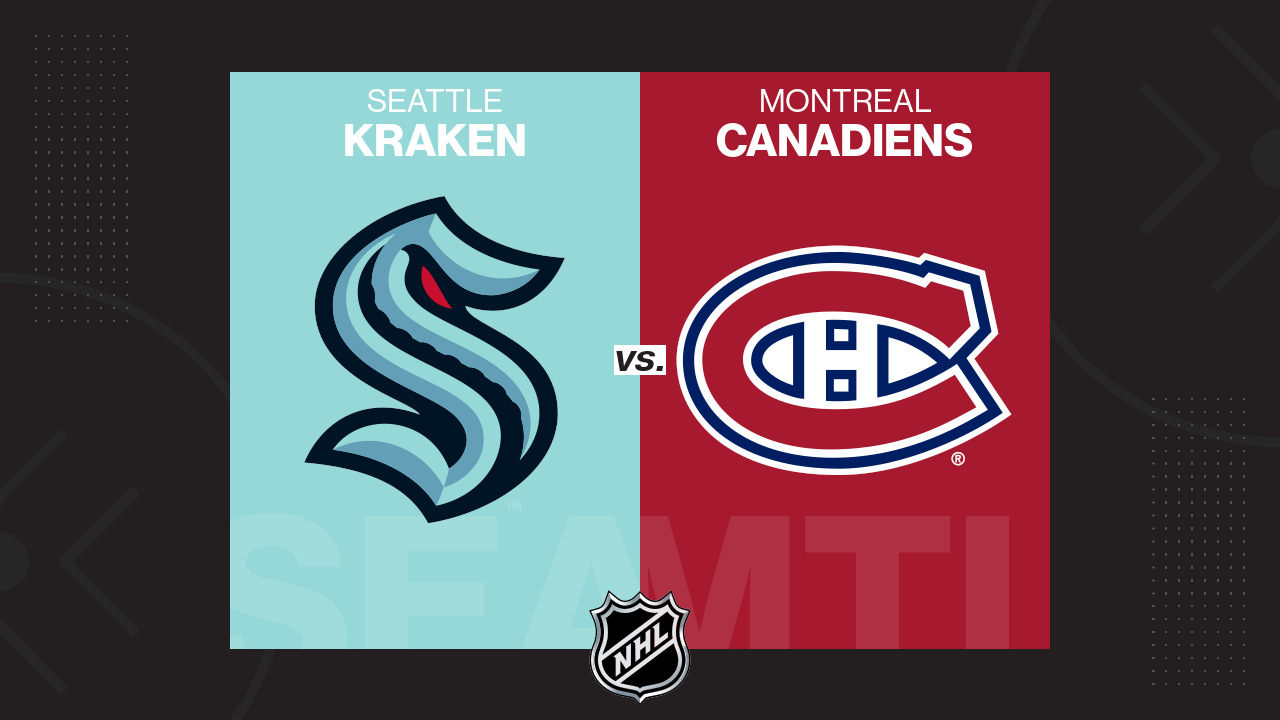 SEATTLE
KRAKEN
MONTREAL
CANADIENS
vs.
®
SEA
MTL
NHL